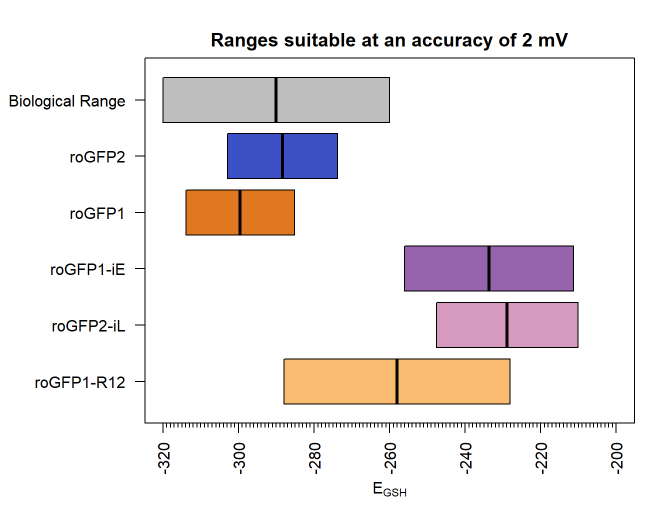 Ranges suitable at an accuracy of 2 mV
Biological Range
roGFP2
roGFP1
roGFP1-iE
roGFP2-iL
roGFP1-R12
-320 -300 -280 -260 -240 -220 -200
EGSH